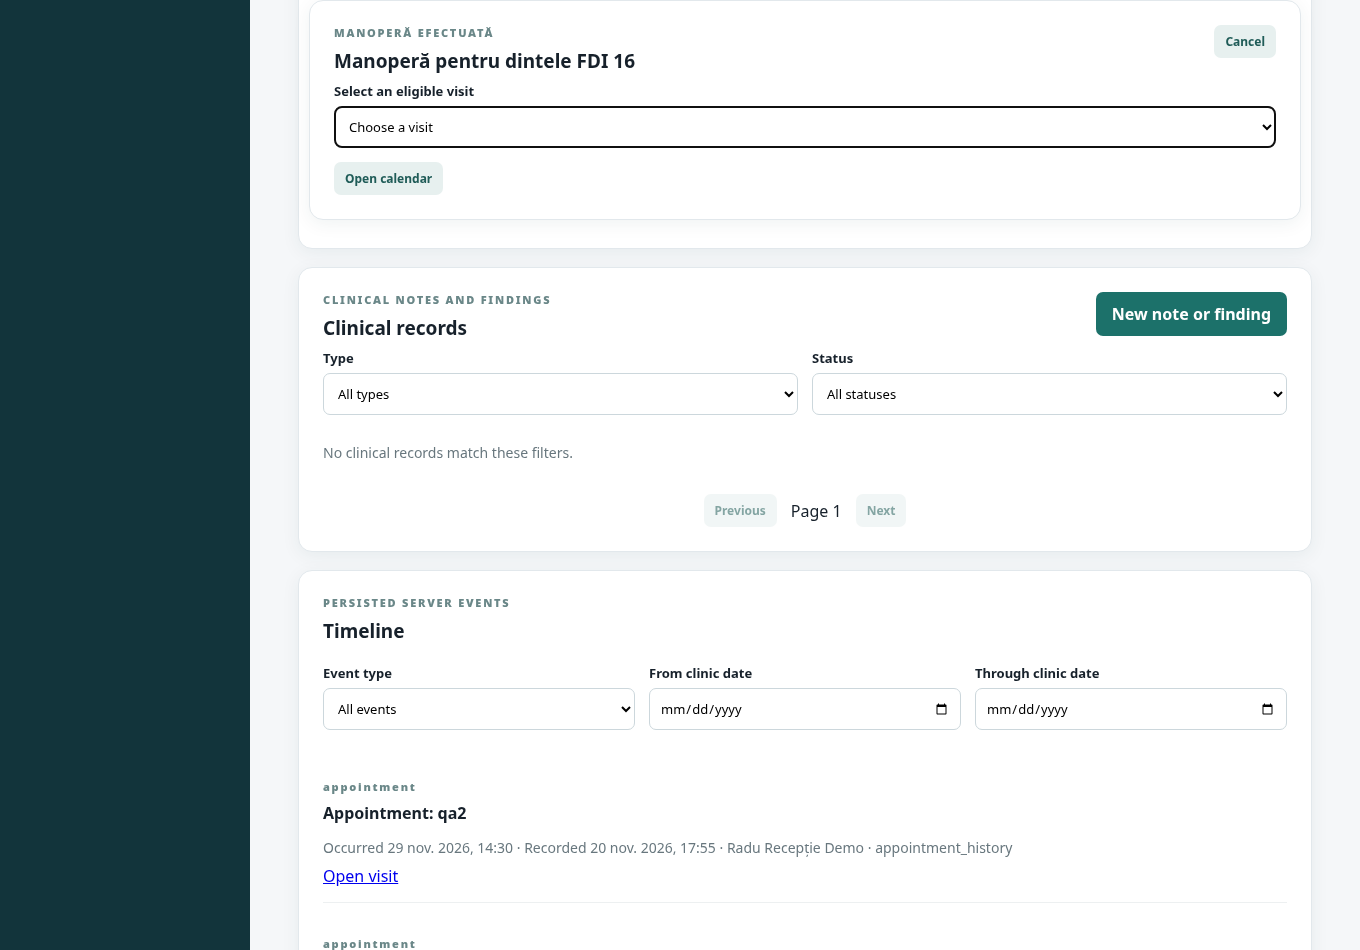 MANOPERĂ EFECTUATĂ
Cancel
Manoperă pentru dintele FDI 16
Select an eligible visit
Choose a visit
Open calendar
CLINICAL NOTES AND FINDINGS
New note or finding
Clinical records
Type
Status
All types
All statuses
No clinical records match these filters.
Previous
Page 1
Next
PERSISTED SERVER EVENTS
Timeline
Event type
From clinic date
Through clinic date
All events
mm/dd/yyyy
mm/dd/yyyy
appointment
Appointment: qa2
Occurred 29 nov. 2026, 14:30 · Recorded 20 nov. 2026, 17:55 · Radu Recepție Demo · appointment_history
Open visit
appointment